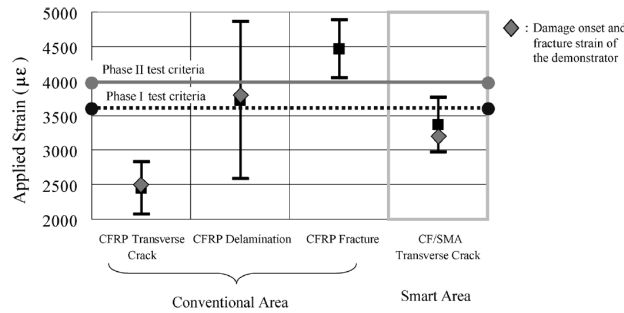 5000
4500
4000
3500
3000
2500
2000
Applied Strain (με)
Phase II test criteria
Phase I test criteria
CFRP Transverse
Crack
CFRP Delamination
CFRP Fracture
CF/SMA
Transverse Crack
Conventional Area
Smart Area
: Damage onset and
fracture strain of
the demonstrator